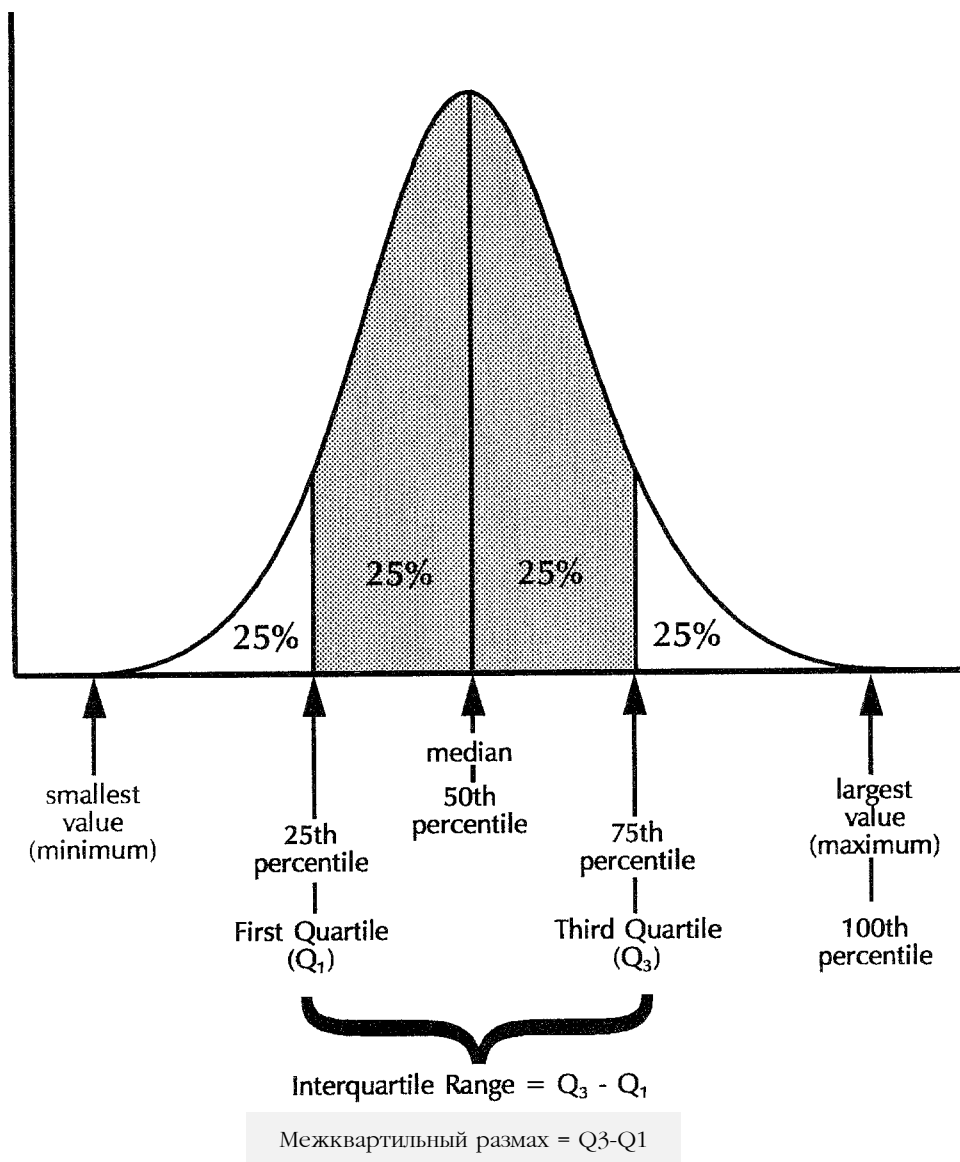 25%
25%
25%
25%
smallest
value
(minimum)
25th
percentile
First Quartile
(Q₁)
median
50th
percentile
75th
percentile
Third Quartile
(Q₃)
largest
value
(maximum)
100th
percentile
Interquartile Range = Q₃ - Q₁
Межквартильный размах = Q3-Q1